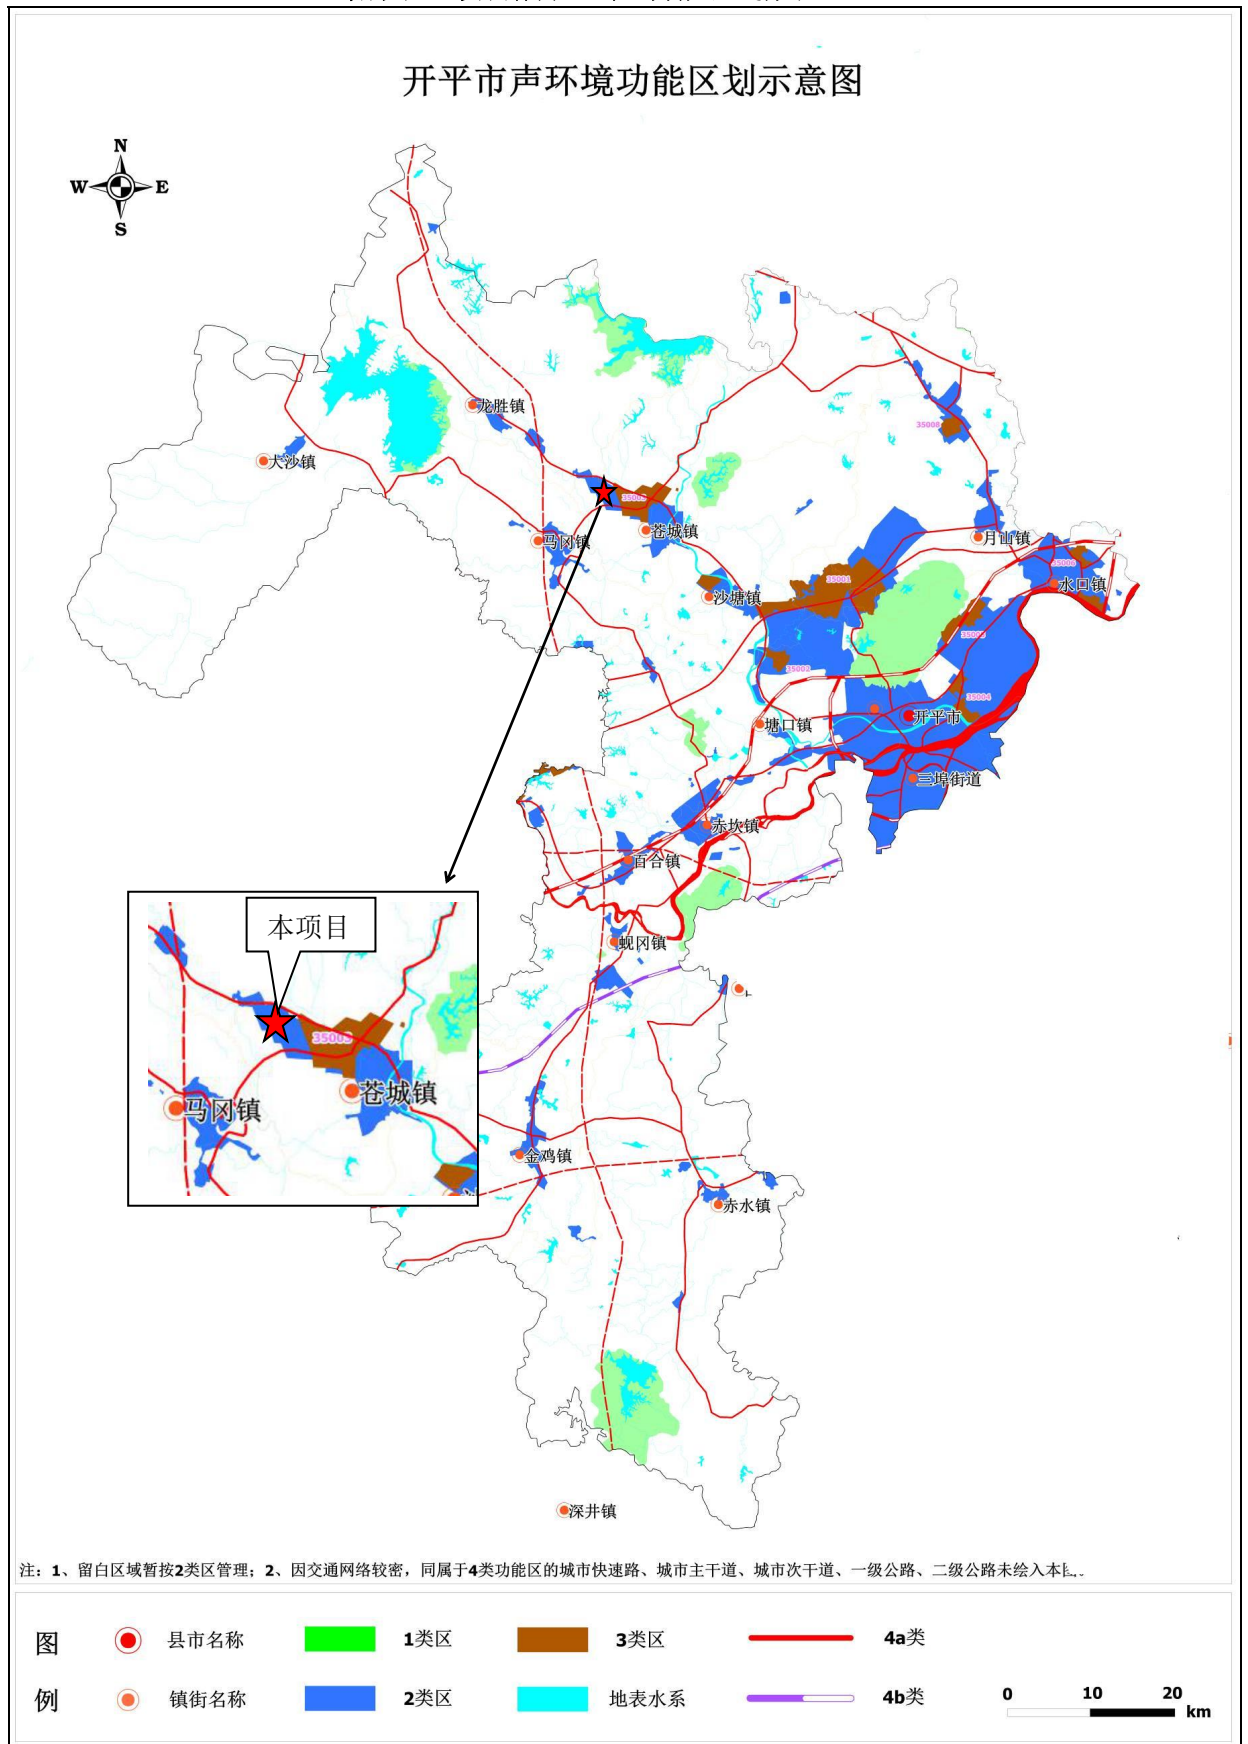 开平市声环境功能区划示意图
N
W E
S
龙胜镇
大沙镇
35008
苍城镇
马冈镇
月山镇
35006
水口镇
沙塘镇
35001
35002
35004
塘口镇
开平市
三埠街道
赤坎镇
百合镇
蚬冈镇
本项目
苍城镇
马冈镇
金鸡镇
赤水镇
深井镇
注：1、留白区域暂按2类区管理；2、因交通网络较密，同属于4类功能区的城市快速路、城市主干道、城市次干道、一级公路、二级公路未绘入本
图 县市名称 1类区 3类区 4a类
例 镇街名称 2类区 地表水系 4b类
0 10 20
km